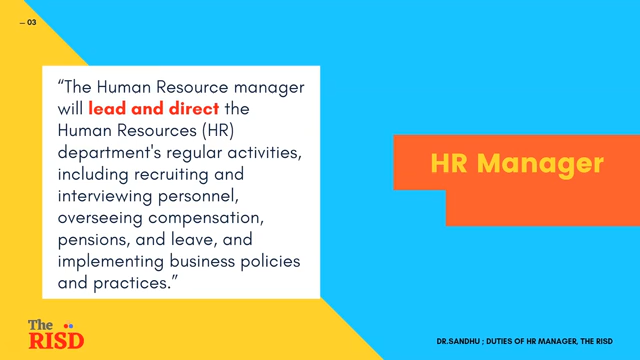 — 03
“The Human Resource manager
will lead and direct the
Human Resources (HR)
department's regular activities,
including recruiting and
interviewing personnel,
overseeing compensation,
pensions, and leave, and
implementing business policies
and practices.”
HR Manager
The
RISD
DR.SANDHU ; DUTIES OF HR MANAGER, THE RISD